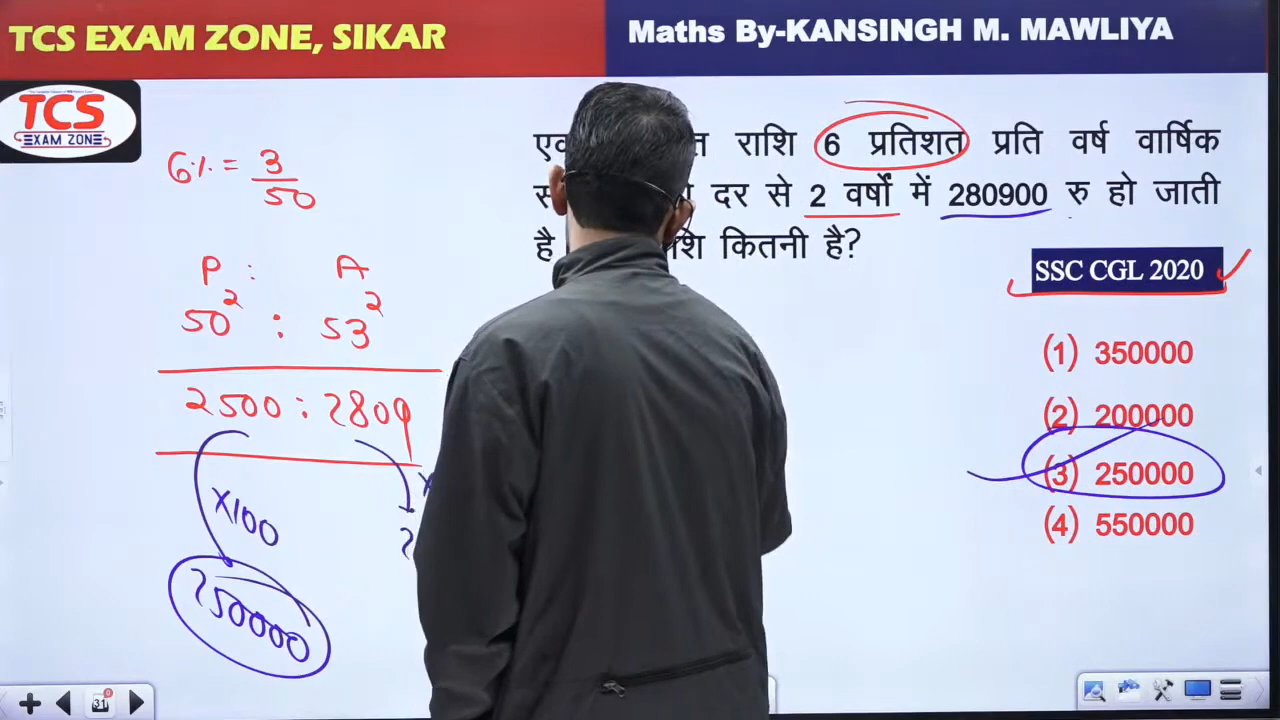 TCS EXAM ZONE, SIKAR
Maths By-KANSINGH M. MAWLIYA
TCS
EXAM ZONE
6% = 3/50
P : A
50² : 53²
2500 : 2809
x100
250000
राशि 6 प्रतिशत प्रति वर्ष वार्षिक
दर से 2 वर्षों में 280900 रु हो जाती
है कितनी है?
SSC CGL 2020
(1) 350000
(2) 200000
(3) 250000
(4) 550000
31